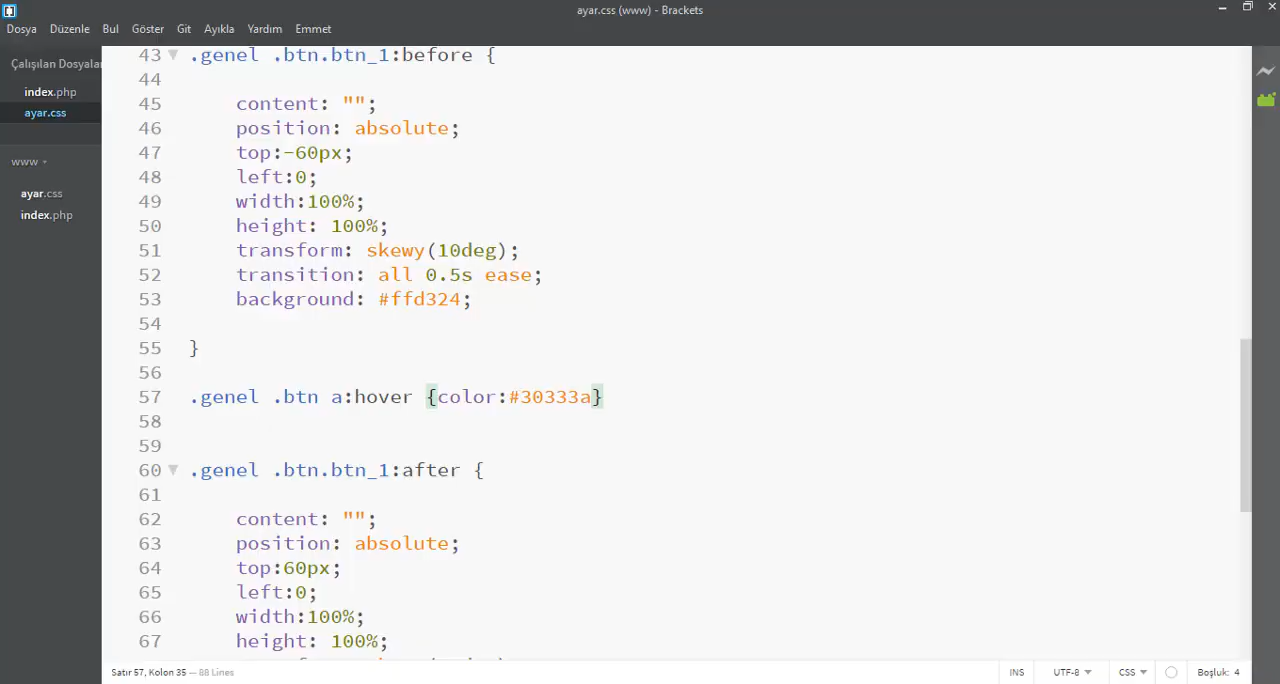 ayar.css (www) - Brackets
Dosya Düzenle Bul Göster Git Ayıkla Yardım Emmet
Çalışılan Dosyalar
index.php
ayar.css
www
ayar.css
index.php
43 .genel .btn.btn_1:before {
44
45 content: "";
46 position: absolute;
47 top:-60px;
48 left:0;
49 width:100%;
50 height: 100%;
51 transform: skewy(10deg);
52 transition: all 0.5s ease;
53 background: #ffd324;
54
55 }
56
57 .genel .btn a:hover {color:#30333a}
58
59
60 .genel .btn.btn_1:after {
61
62 content: "";
63 position: absolute;
64 top:60px;
65 left:0;
66 width:100%;
67 height: 100%;
Satır 57, Kolon 35 — 88 Lines INS UTF-8 CSS Boşluk: 4